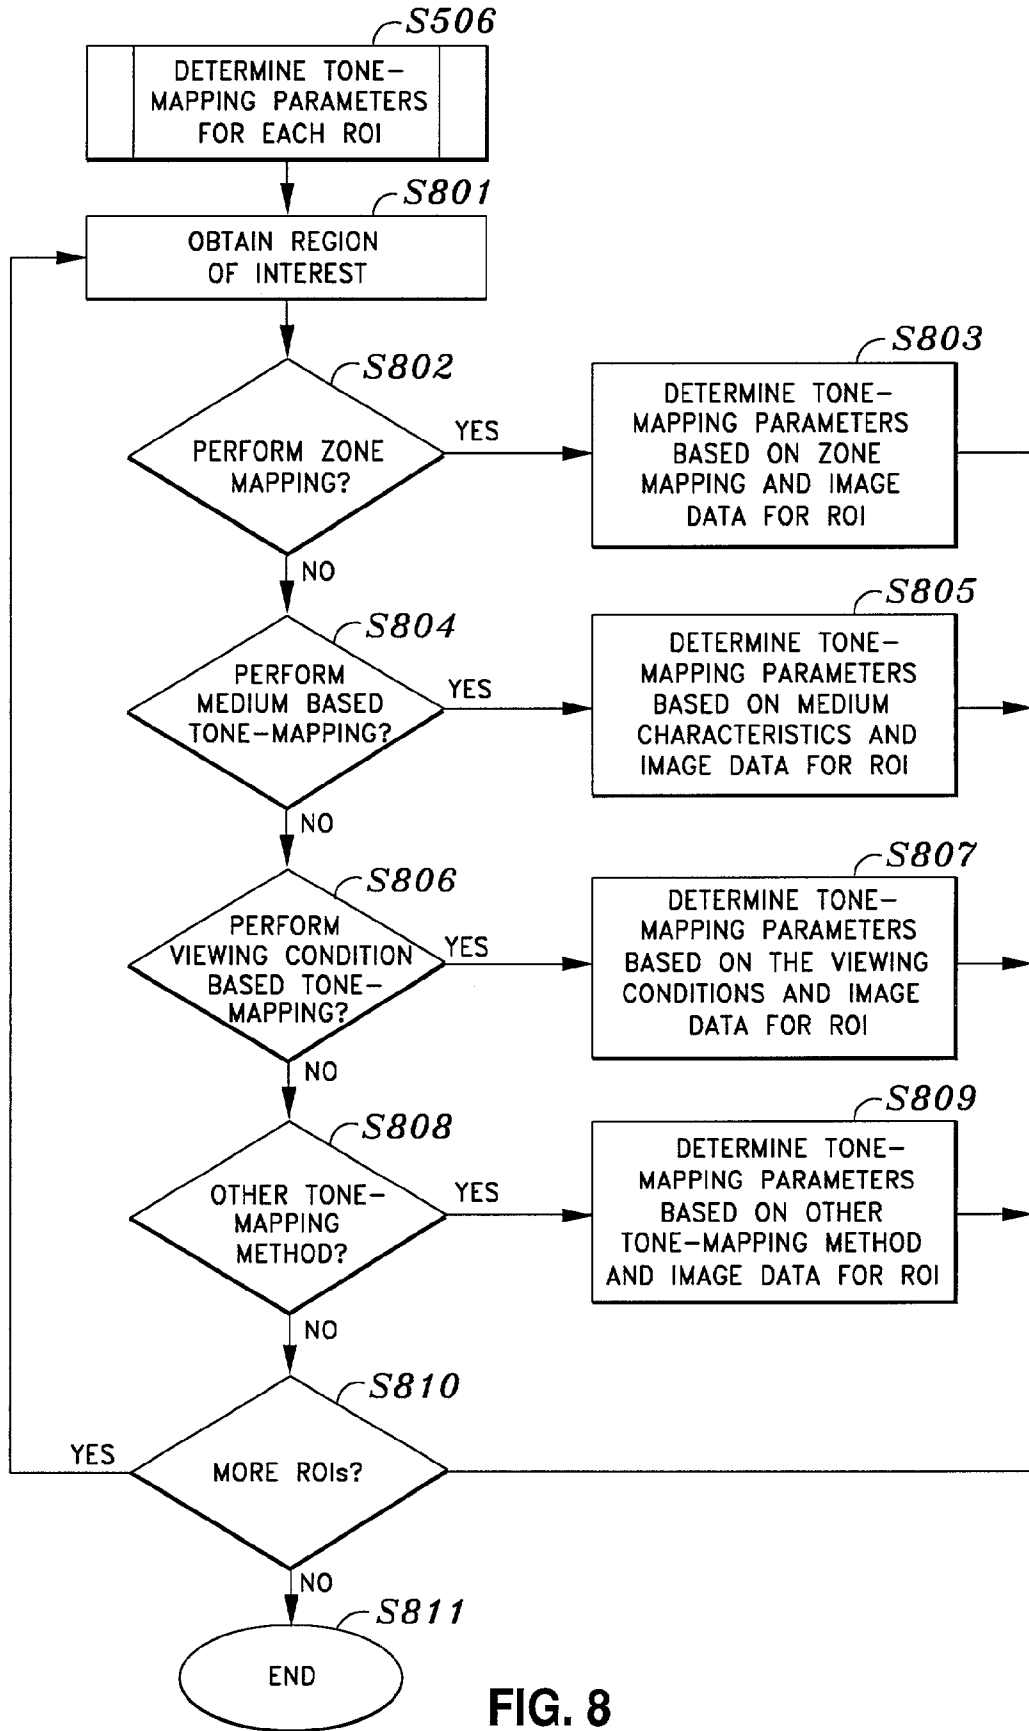 S506
DETERMINE TONE-
MAPPING PARAMETERS
FOR EACH ROI
S801
OBTAIN REGION
OF INTEREST
S802
PERFORM ZONE
MAPPING?
YES
NO
S803
DETERMINE TONE-
MAPPING PARAMETERS
BASED ON ZONE
MAPPING AND IMAGE
DATA FOR ROI
S804
PERFORM
MEDIUM BASED
TONE-MAPPING?
YES
NO
S805
DETERMINE TONE-
MAPPING PARAMETERS
BASED ON MEDIUM
CHARACTERISTICS AND
IMAGE DATA FOR ROI
S806
PERFORM
VIEWING CONDITION
BASED TONE-
MAPPING?
YES
NO
S807
DETERMINE TONE-
MAPPING PARAMETERS
BASED ON THE VIEWING
CONDITIONS AND IMAGE
DATA FOR ROI
S808
OTHER TONE-
MAPPING
METHOD?
YES
NO
S809
DETERMINE TONE-
MAPPING PARAMETERS
BASED ON OTHER
TONE-MAPPING METHOD
AND IMAGE DATA FOR ROI
S810
MORE ROIs?
YES
NO
S811
END
FIG. 8